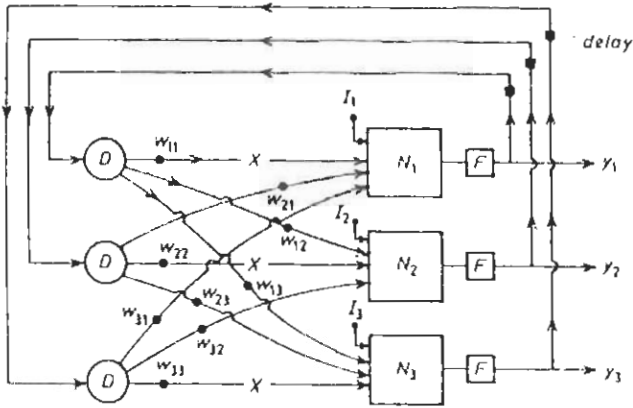 delay
I1
D w11 X N1 F y1
w21
I2 w12
D w22 X N2 F y2
w23 w13
w31 I3
w32
D w33 X N3 F y3